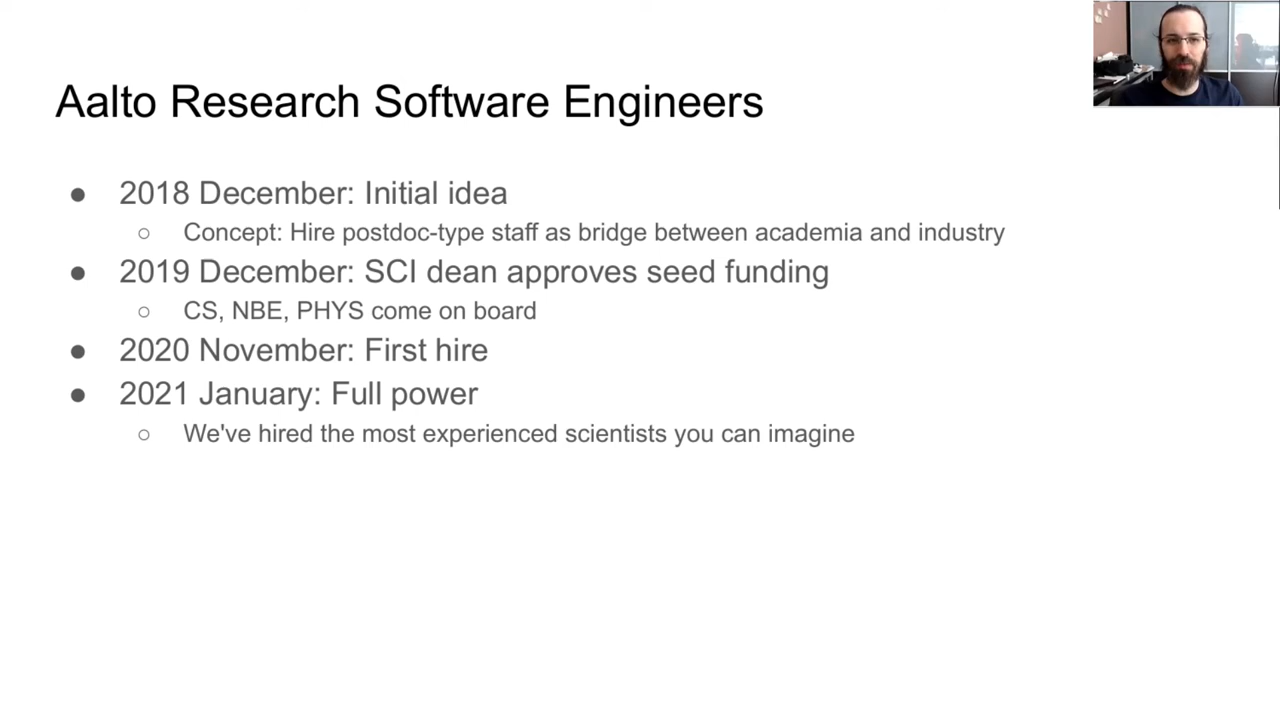 Aalto Research Software Engineers
● 2018 December: Initial idea
○ Concept: Hire postdoc-type staff as bridge between academia and industry
● 2019 December: SCI dean approves seed funding
○ CS, NBE, PHYS come on board
● 2020 November: First hire
● 2021 January: Full power
○ We've hired the most experienced scientists you can imagine